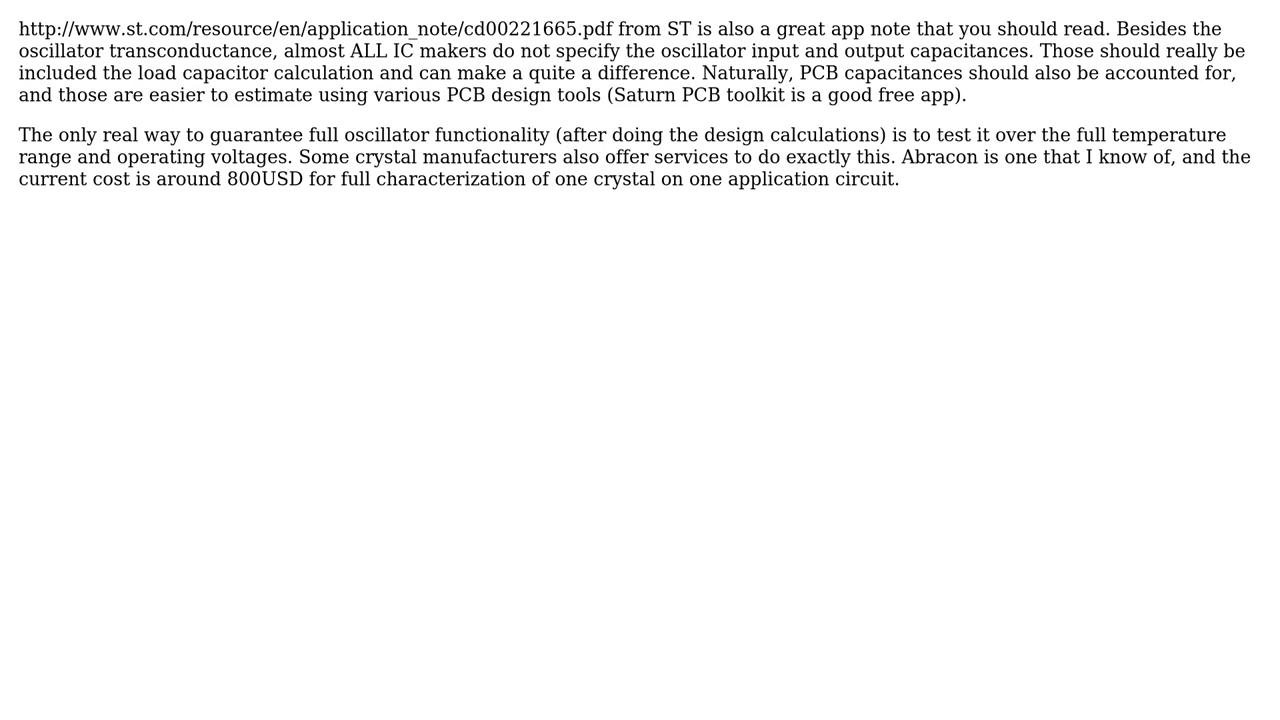 http://www.st.com/resource/en/application_note/cd00221665.pdf from ST is also a great app note that you should read. Besides the
oscillator transconductance, almost ALL IC makers do not specify the oscillator input and output capacitances. Those should really be
included the load capacitor calculation and can make a quite a difference. Naturally, PCB capacitances should also be accounted for,
and those are easier to estimate using various PCB design tools (Saturn PCB toolkit is a good free app).
The only real way to guarantee full oscillator functionality (after doing the design calculations) is to test it over the full temperature
range and operating voltages. Some crystal manufacturers also offer services to do exactly this. Abracon is one that I know of, and the
current cost is around 800USD for full characterization of one crystal on one application circuit.